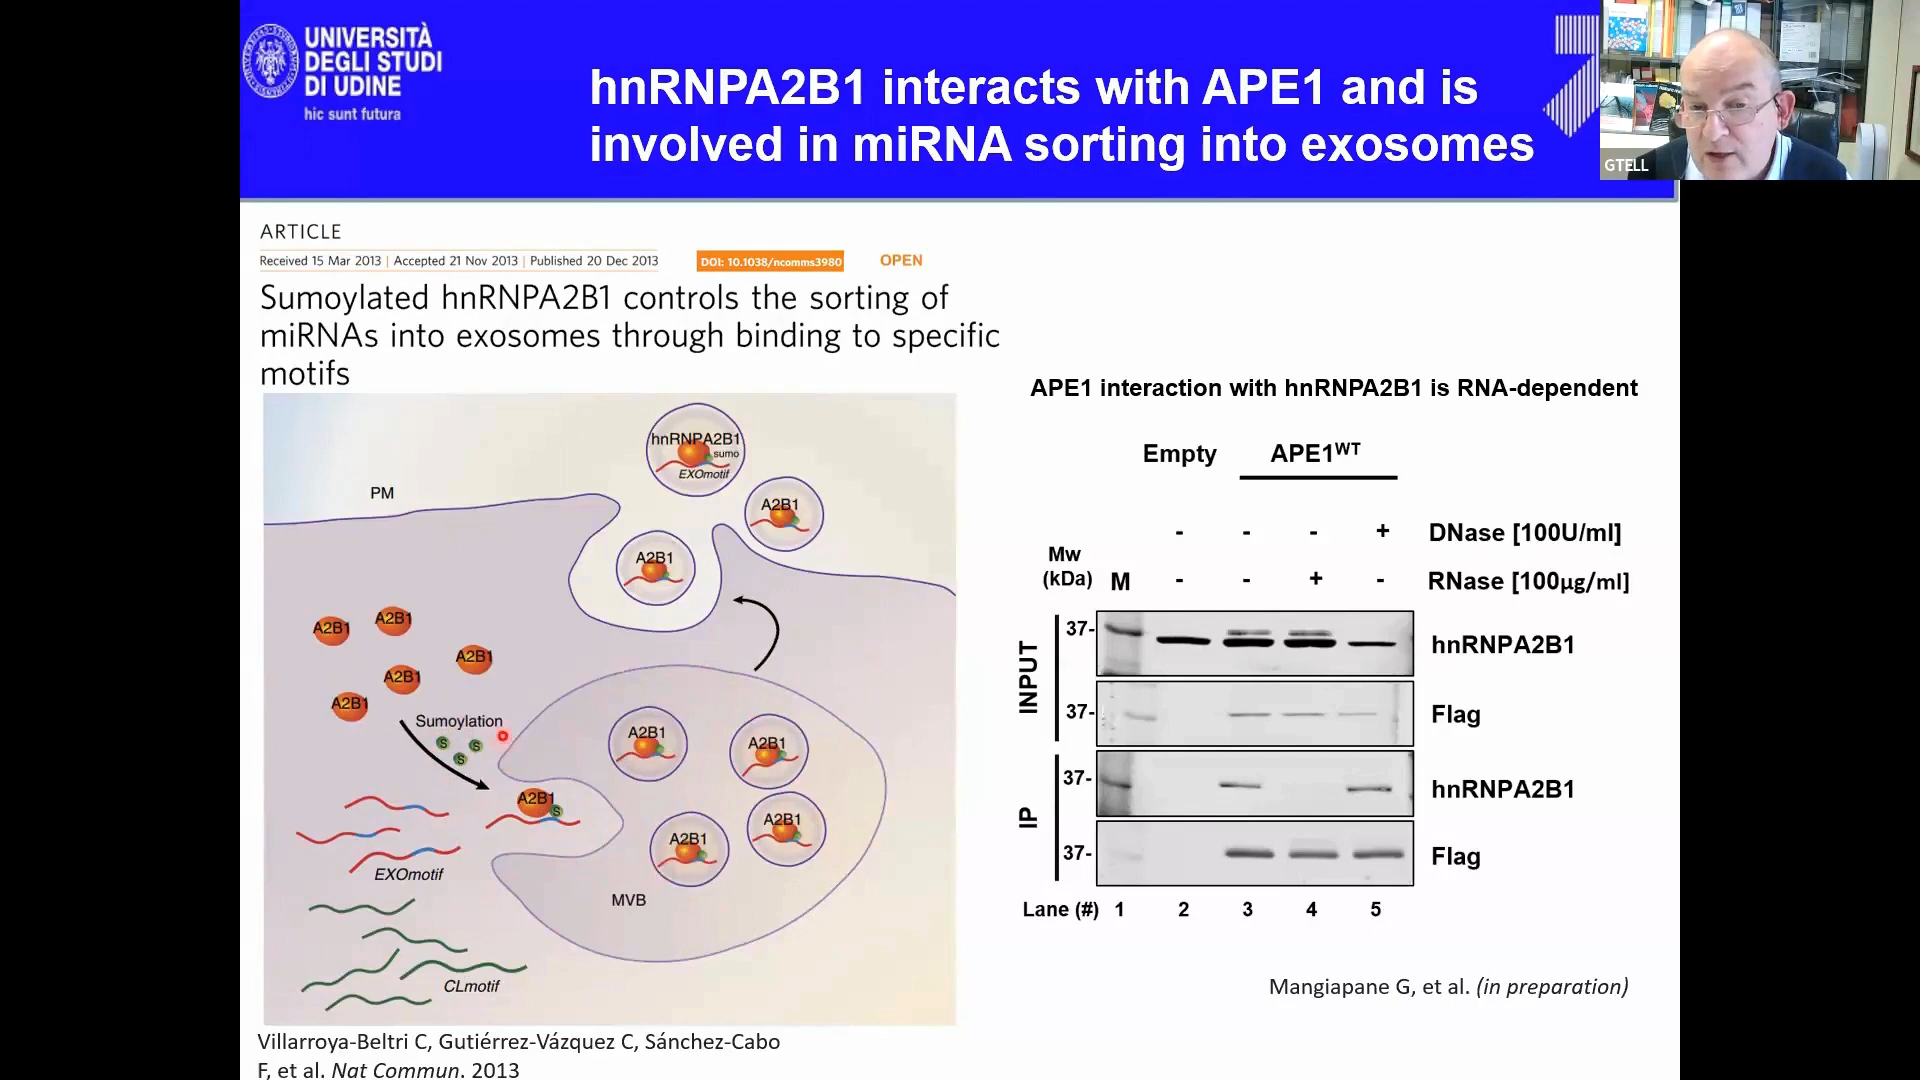 UNIVERSITÀ
DEGLI STUDI
DI UDINE
hic sunt futura
hnRNPA2B1 interacts with APE1 and is
involved in miRNA sorting into exosomes
GTELL
ARTICLE
Received 15 Mar 2013 | Accepted 21 Nov 2013 | Published 20 Dec 2013
DOI: 10.1038/ncomms3980
OPEN
Sumoylated hnRNPA2B1 controls the sorting of
miRNAs into exosomes through binding to specific
motifs
hnRNPA2B1
sumo
EXOmotif
PM
A2B1
A2B1
A2B1
A2B1
A2B1
A2B1
A2B1
Sumoylation
S
S
S
A2B1
S
A2B1
A2B1
A2B1
A2B1
EXOmotif
MVB
CLmotif
Villarroya-Beltri C, Gutiérrez-Vázquez C, Sánchez-Cabo
F, et al. Nat Commun. 2013
APE1 interaction with hnRNPA2B1 is RNA-dependent
Empty APE1WT
- - - + DNase [100U/ml]
Mw
(kDa) M - - + - RNase [100µg/ml]
INPUT
37- hnRNPA2B1
37- Flag
IP
37- hnRNPA2B1
37- Flag
Lane (#) 1 2 3 4 5
Mangiapane G, et al. (in preparation)